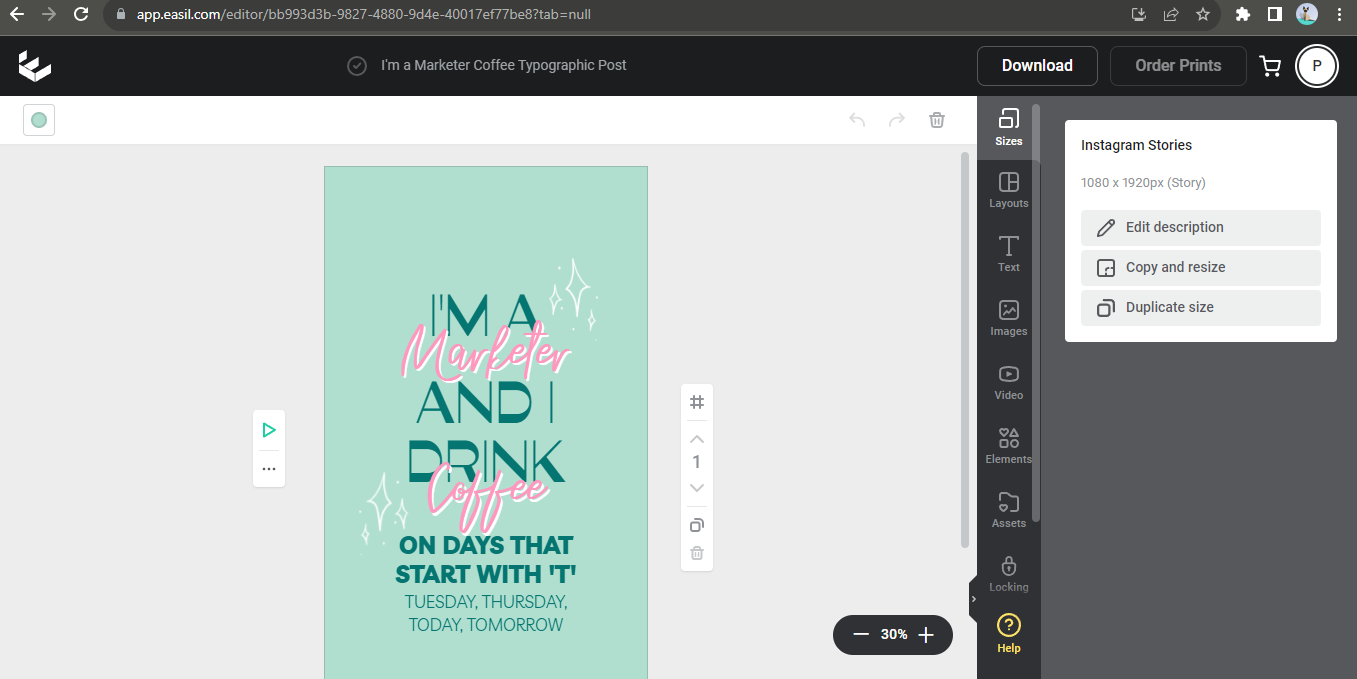 app.easil.com/editor/bb993d3b-9827-4880-9d4e-40017ef77be8?tab=null
I'm a Marketer Coffee Typographic Post
Download
Order Prints
P
I'M A
Marketer
AND I
DRINK
Coffee
ON DAYS THAT
START WITH 'T'
TUESDAY, THURSDAY,
TODAY, TOMORROW
1
30%
Sizes
Layouts
Text
Images
Video
Elements
Assets
Locking
Help
Instagram Stories
1080 x 1920px (Story)
Edit description
Copy and resize
Duplicate size